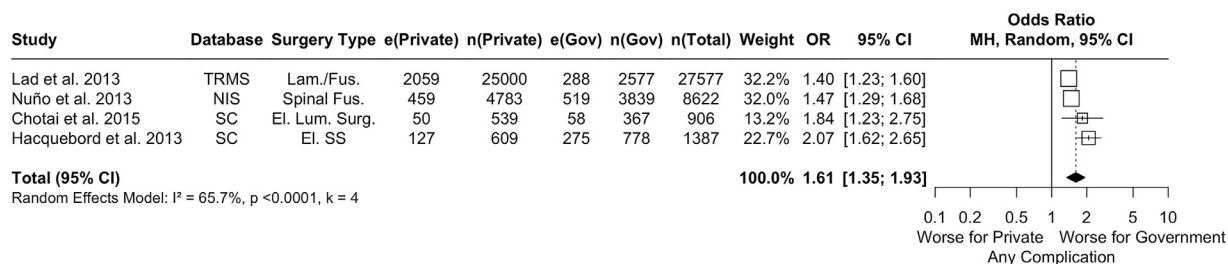 Odds Ratio
Study Database Surgery Type e(Private) n(Private) e(Gov) n(Gov) n(Total) Weight OR 95% CI MH, Random, 95% CI
Lad et al. 2013 TRMS Lam./Fus. 2059 25000 288 2577 27577 32.2% 1.40 [1.23; 1.60]
Nuño et al. 2013 NIS Spinal Fus. 459 4783 519 3839 8622 32.0% 1.47 [1.29; 1.68]
Chotai et al. 2015 SC El. Lum. Surg. 50 539 58 367 906 13.2% 1.84 [1.23; 2.75]
Hacquebord et al. 2013 SC El. SS 127 609 275 778 1387 22.7% 2.07 [1.62; 2.65]
Total (95% CI) 100.0% 1.61 [1.35; 1.93]
Random Effects Model: I² = 65.7%, p <0.0001, k = 4
0.1 0.2 0.5 1 2 5 10
Worse for Private Worse for Government
Any Complication